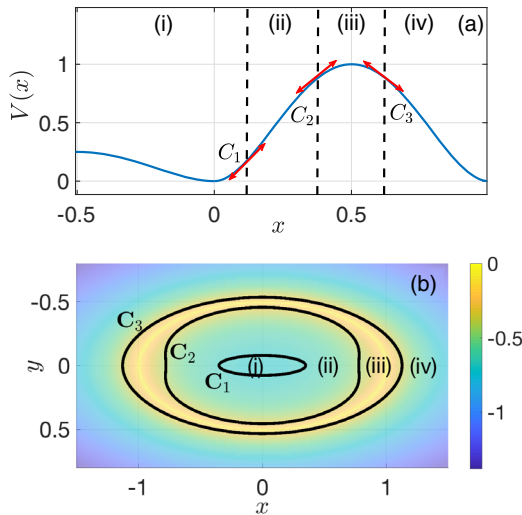 (i) (ii) (iii) (iv) (a)
V(x)
1
0.5
0
C₁ C₂ C₃
-0.5 0 0.5
x
(b)
-0.5
0
0.5
y
C₃
C₂
C₁
(i) (ii) (iii) (iv)
-1 0 1
x
0
-0.5
-1